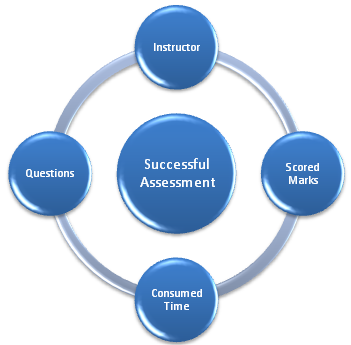 Instructor
Successful
Assessment
Questions
Scored
Marks
Consumed
Time